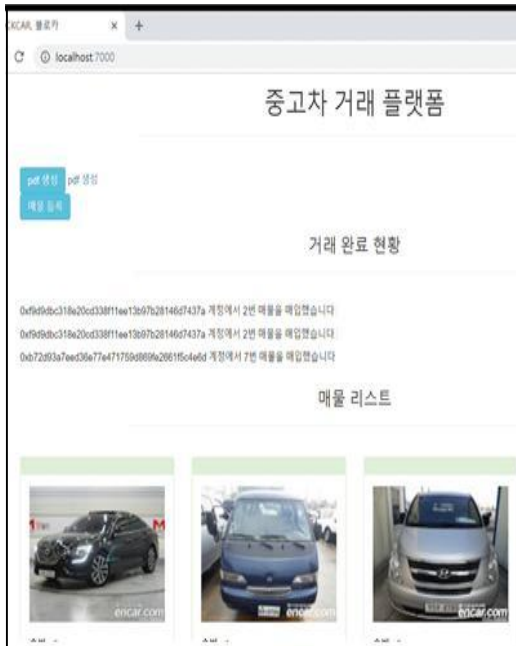 CKCAR, 블로카
localhost:7000
중고차 거래 플랫폼
pdf 생성 pdf 생성
매물 등록
거래 완료 현황
0xf9d9dbc318e20cd338f11ee13b97b28146d7437a 계정에서 2번 매물을 매입했습니다
0xf9d9dbc318e20cd338f11ee13b97b28146d7437a 계정에서 2번 매물을 매입했습니다
0xb72d93a7eed36e77e471759d869fe2661f5c4e6d 계정에서 7번 매물을 매입했습니다
매물 리스트
encar.com
encar.com
encar.com